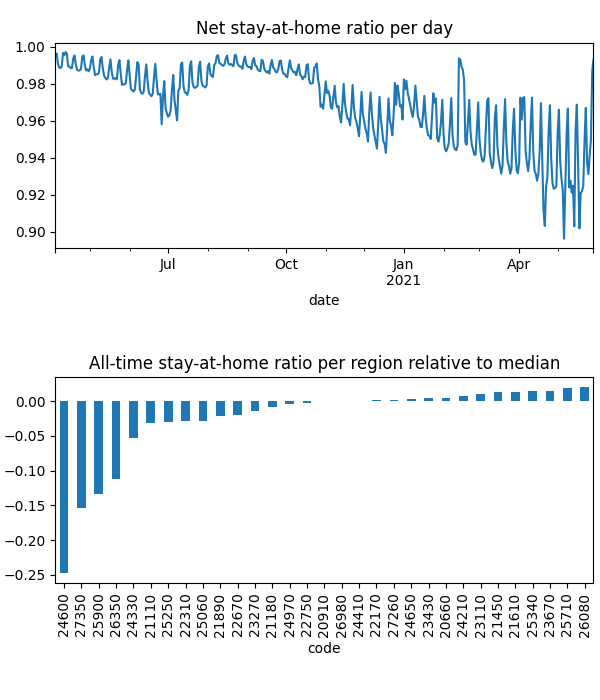 Net stay-at-home ratio per day
1.00
0.98
0.96
0.94
0.92
0.90
Jul Oct Jan Apr
2021
date
All-time stay-at-home ratio per region relative to median
0.00
−0.05
−0.10
−0.15
−0.20
−0.25
24600 27350 25900 26350 24330 21110 25250 22310 25060 21890 22670 23270 21180 24970 22750 20910 26980 24410 22170 27260 24650 23430 20660 24210 23110 21450 21610 25340 23670 25710 26080
code